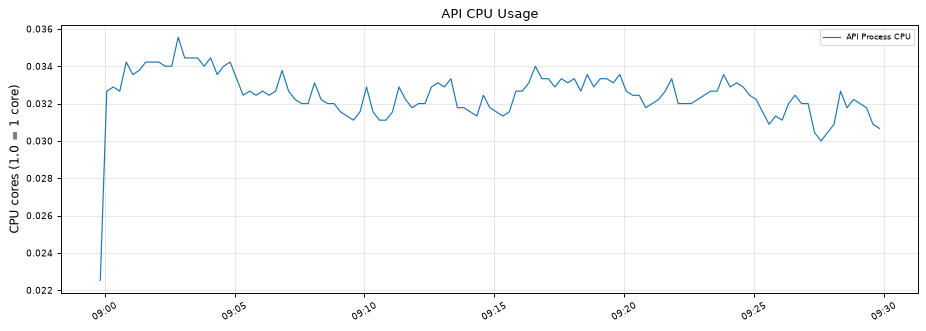 API CPU Usage
API Process CPU
CPU cores (1.0 = 1 core)
0.036
0.034
0.032
0.030
0.028
0.026
0.024
0.022
09:00 09:05 09:10 09:15 09:20 09:25 09:30